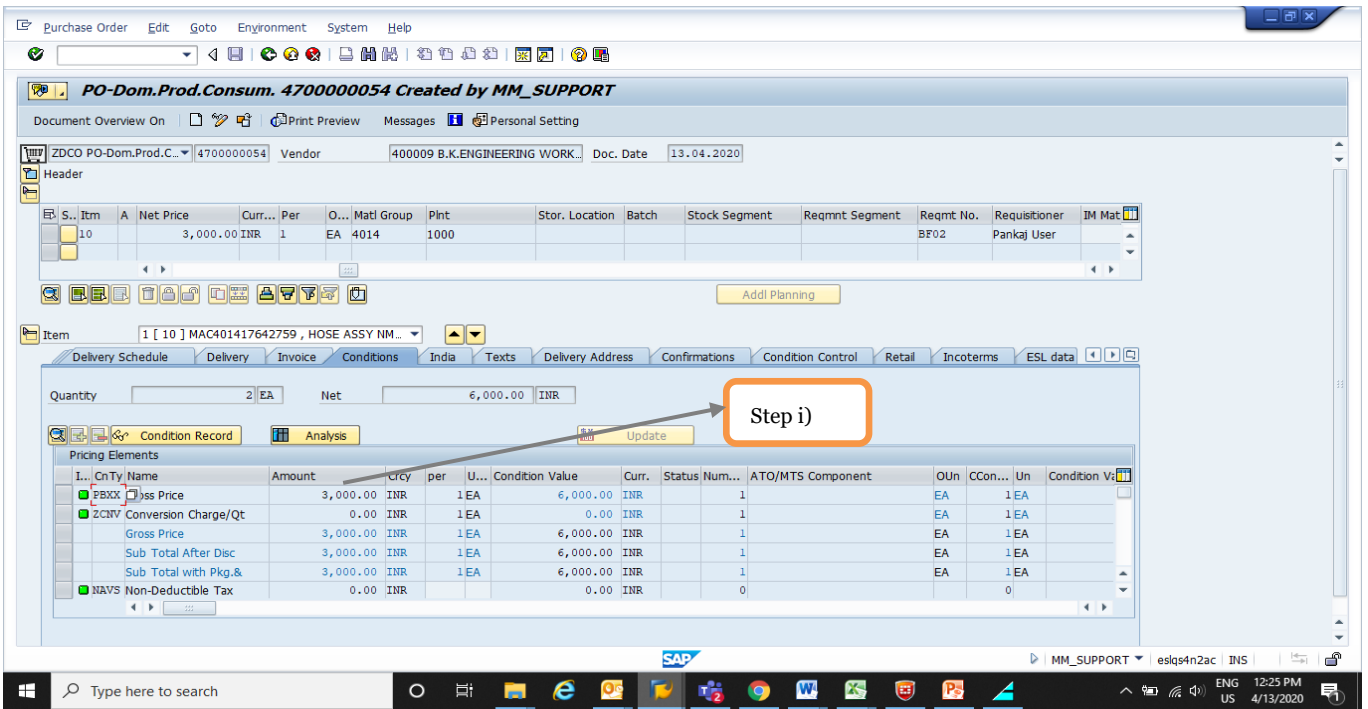 Purchase Order Edit Goto Environment System Help
PO-Dom.Prod.Consum. 4700000054 Created by MM_SUPPORT
Document Overview On Print Preview Messages Personal Setting
ZDCO PO-Dom.Prod.C... 4700000054 Vendor 400009 B.K.ENGINEERING WORK... Doc. Date 13.04.2020
Header
S.. Itm A Net Price Curr... Per O... Matl Group Plnt Stor. Location Batch Stock Segment Reqmnt Segment Reqmt No. Requisitioner IM Mat
10 3,000.00 INR 1 EA 4014 1000 BF02 Pankaj User
Addl Planning
Item 1 [ 10 ] MAC401417642759 , HOSE ASSY NM...
Delivery Schedule Delivery Invoice Conditions India Texts Delivery Address Confirmations Condition Control Retail Incoterms ESL data
Quantity 2 EA Net 6,000.00 INR
Step i)
Condition Record Analysis Update
Pricing Elements
I... CnTy Name Amount Crcy per U... Condition Value Curr. Status Num... ATO/MTS Component OUn CCon... Un Condition Va
PBXX oss Price 3,000.00 INR 1 EA 6,000.00 INR 1 EA 1 EA
ZCNV Conversion Charge/Qt 0.00 INR 1 EA 0.00 INR 1 EA 1 EA
Gross Price 3,000.00 INR 1 EA 6,000.00 INR 1 EA 1 EA
Sub Total After Disc 3,000.00 INR 1 EA 6,000.00 INR 1 EA 1 EA
Sub Total with Pkg.& 3,000.00 INR 1 EA 6,000.00 INR 1 EA 1 EA
NAVS Non-Deductible Tax 0.00 INR 0.00 INR 0 0
SAP MM_SUPPORT eslqs4n2ac INS
Type here to search ENG 12:25 PM
US 4/13/2020